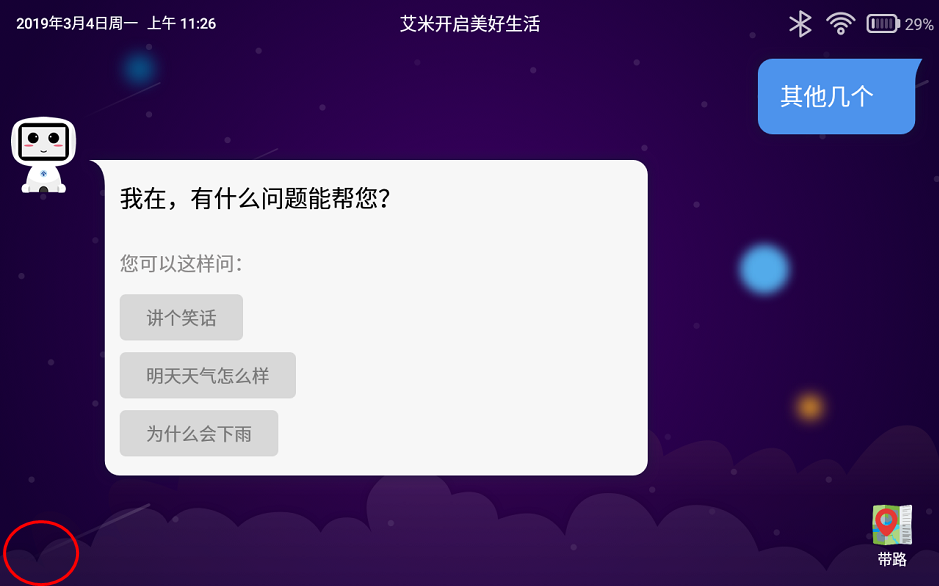 2019年3月4日周一 上午 11:26
艾米开启美好生活
29%
其他几个
我在，有什么问题能帮您？
您可以这样问：
讲个笑话
明天天气怎么样
为什么会下雨
带路